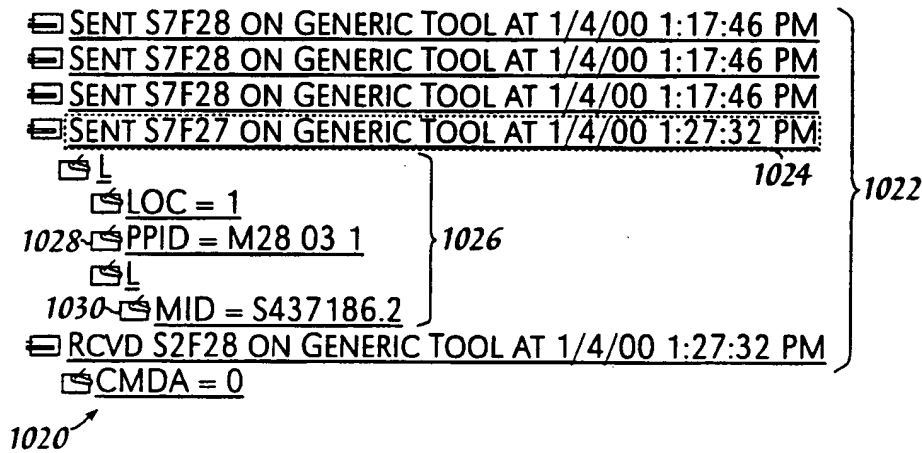 SENT S7F28 ON GENERIC TOOL AT 1/4/00 1:17:46 PM
SENT S7F28 ON GENERIC TOOL AT 1/4/00 1:17:46 PM
SENT S7F28 ON GENERIC TOOL AT 1/4/00 1:17:46 PM
SENT S7F27 ON GENERIC TOOL AT 1/4/00 1:27:32 PM
L 1024
LOC = 1 1022
1028 PPID = M28 03 1 1026
L
1030 MID = S437186.2
RCVD S2F28 ON GENERIC TOOL AT 1/4/00 1:27:32 PM
CMDA = 0
1020